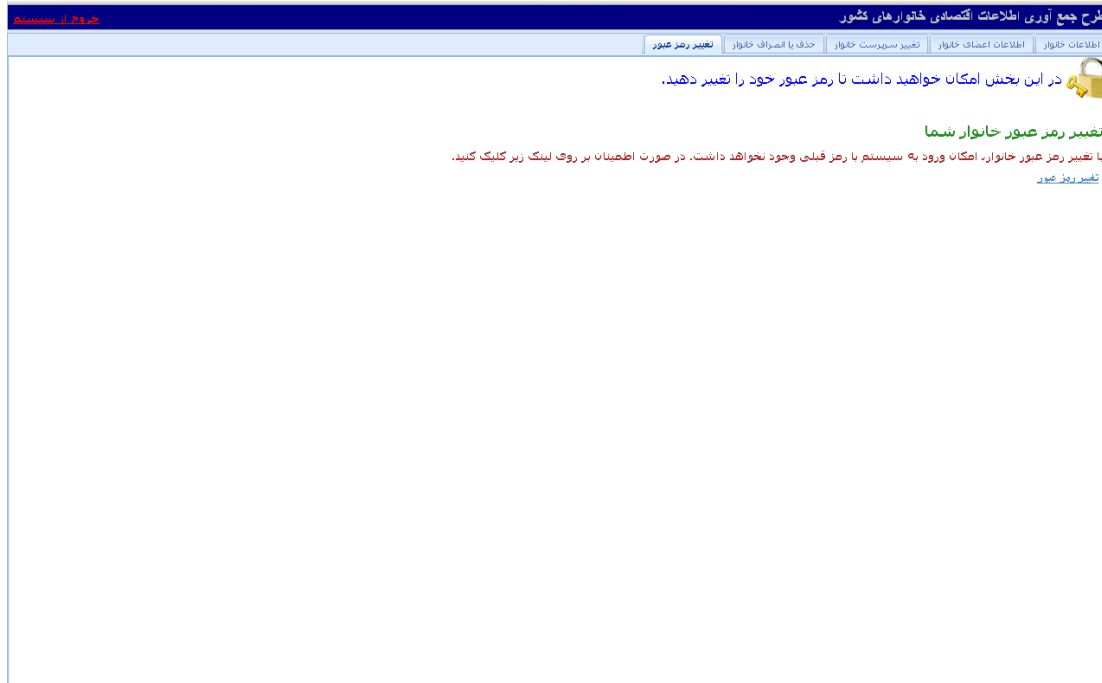 طرح جمع آوری اطلاعات اقتصادی خانوارهای کشور
خروج از سیستم
اطلاعات خانوار
اطلاعات اعضای خانوار
تغییر سرپرست خانوار
حذف یا انصراف خانوار
تغییر رمز عبور
در این بخش امکان خواهید داشت تا رمز عبور خود را تغییر دهید.
تغییر رمز عبور خانوار شما
با تغییر رمز عبور خانوار، امکان ورود به سیستم با رمز قبلی وجود نخواهد داشت. در صورت اطمینان بر روی لینک زیر کلیک کنید.
تغییر رمز عبور